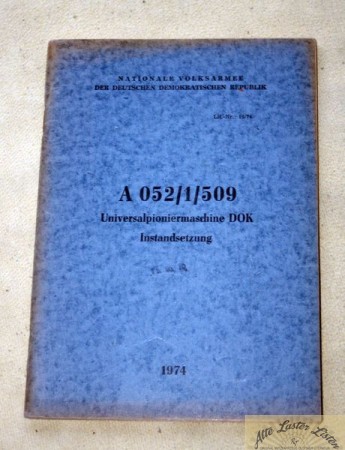 NATIONALE VOLKSARMEE
DER DEUTSCHEN DEMOKRATISCHEN REPUBLIK
A 052/1/509
Universalpioniermaschine DOK
Instandsetzung
1974
Alte Laster Listen